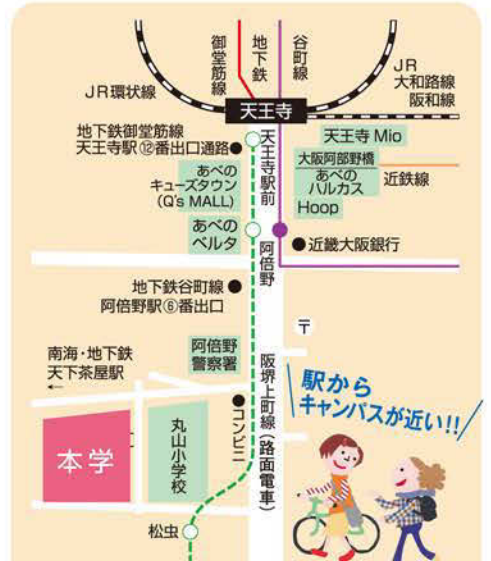 御堂筋線
地下鉄
谷町線
JR環状線
JR
大和路線
阪和線
天王寺
地下鉄御堂筋線
天王寺駅⑫番出口通路
天王寺駅前
天王寺 Mio
大阪阿部野橋
あべの
ハルカス
近鉄線
Hoop
あべの
キューズタウン
(Q's MALL)
あべの
ベルタ
阿倍野
近畿大阪銀行
地下鉄谷町線
阿倍野駅⑥番出口
〒
阿倍野
警察署
南海・地下鉄
天下茶屋駅
←
阪堺上町線(路面電車)
駅から
キャンパスが近い!!
本学
丸山小学校
コンビニ
松虫